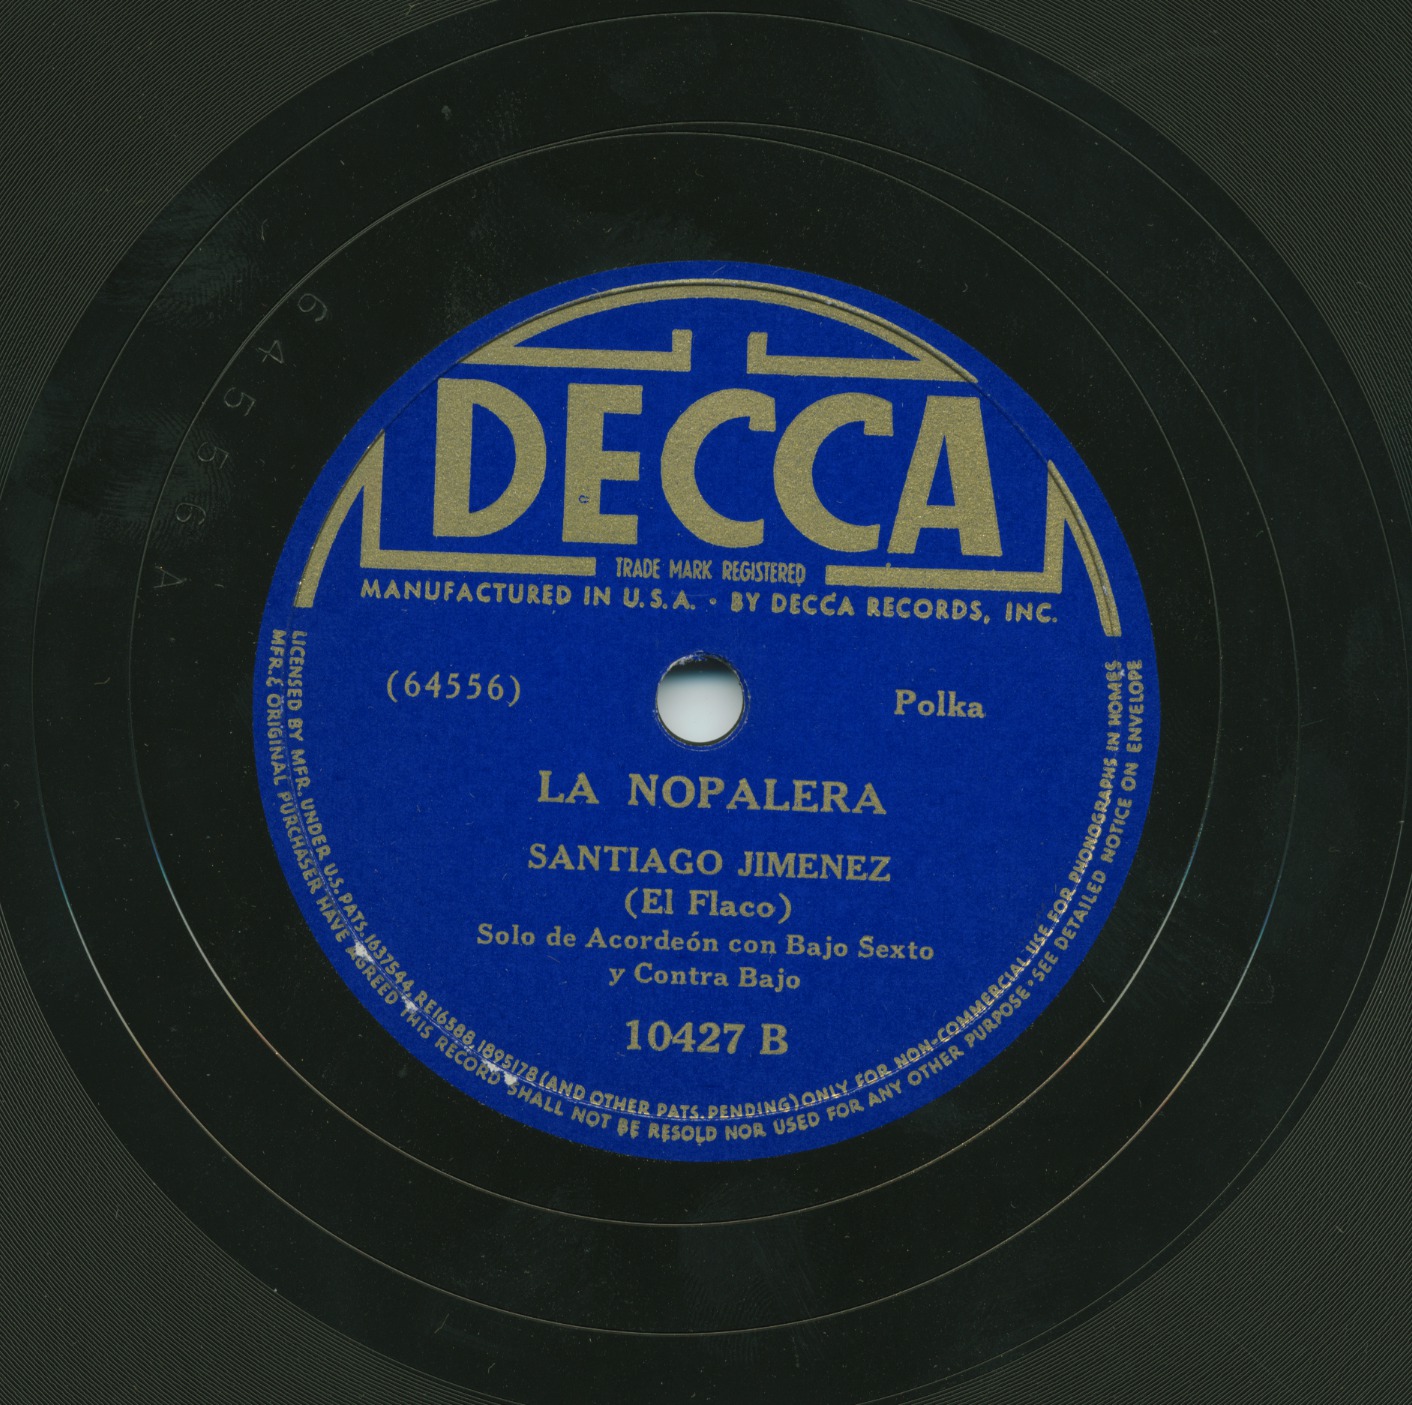 DECCA
TRADE MARK REGISTERED
MANUFACTURED IN U.S.A. · BY DECCA RECORDS, INC.
(64556)
Polka
LA NOPALERA
SANTIAGO JIMENEZ
(El Flaco)
Solo de Acordeón con Bajo Sexto
y Contra Bajo
10427 B
LICENSED BY MFR. UNDER U.S. PATS. 1637544, RE16588, 1895178 (AND OTHER PATS. PENDING) ONLY FOR NON-COMMERCIAL USE FOR PHONOGRAPHS IN HOMES
MFR. & ORIGINAL PURCHASER HAVE AGREED THIS RECORD SHALL NOT BE RESOLD NOR USED FOR ANY OTHER PURPOSE · SEE DETAILED NOTICE ON ENVELOPE
64556A